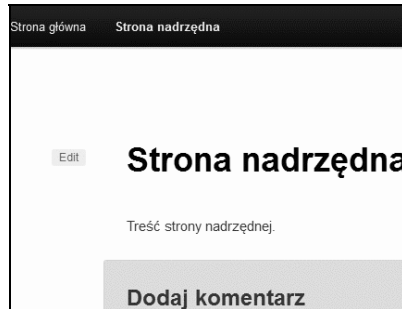 Strona główna Strona nadrzędna
Edit
Strona nadrzędna
Treść strony nadrzędnej.
Dodaj komentarz